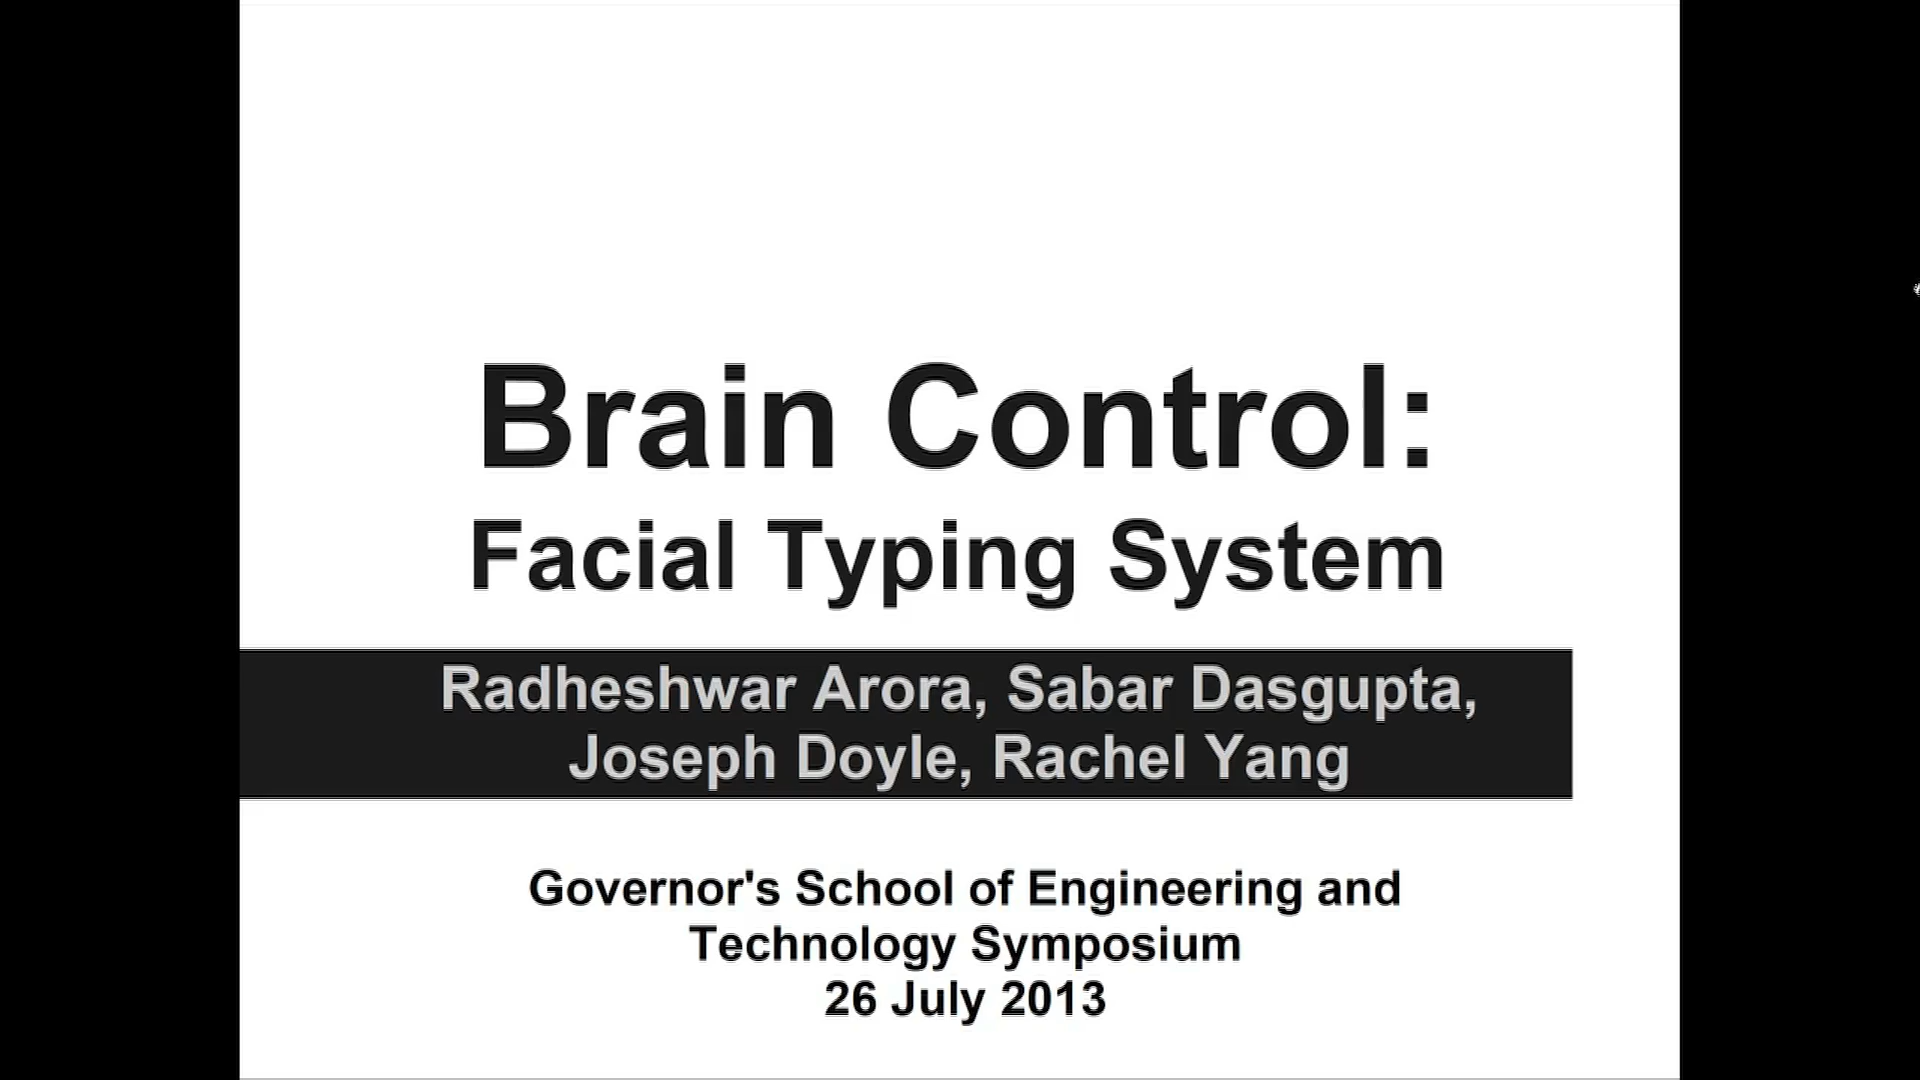 Brain Control:
Facial Typing System
Radheshwar Arora, Sabar Dasgupta,
Joseph Doyle, Rachel Yang
Governor's School of Engineering and
Technology Symposium
26 July 2013